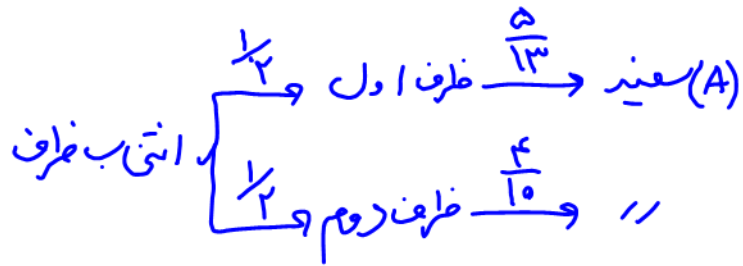 ۱/۲ ظرف اول ۵/۱۳ سفید (A)
انتخاب ظرف
۱/۲ ظرف دوم ۴/۱۵ //